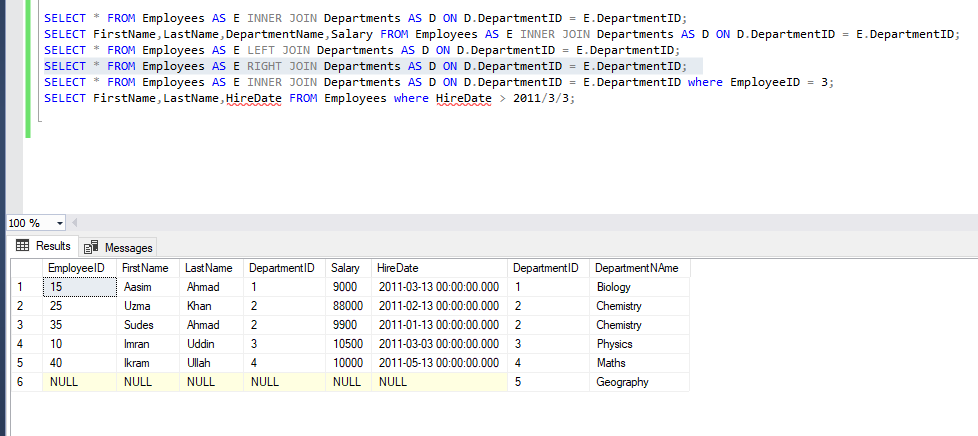 SELECT * FROM Employees AS E INNER JOIN Departments AS D ON D.DepartmentID = E.DepartmentID;
SELECT FirstName,LastName,DepartmentName,Salary FROM Employees AS E INNER JOIN Departments AS D ON D.DepartmentID = E.DepartmentID;
SELECT * FROM Employees AS E LEFT JOIN Departments AS D ON D.DepartmentID = E.DepartmentID;
SELECT * FROM Employees AS E RIGHT JOIN Departments AS D ON D.DepartmentID = E.DepartmentID;
SELECT * FROM Employees AS E INNER JOIN Departments AS D ON D.DepartmentID = E.DepartmentID where EmployeeID = 3;
SELECT FirstName,LastName,HireDate FROM Employees where HireDate > 2011/3/3;
100 %
Results Messages
EmployeeID FirstName LastName DepartmentID Salary HireDate DepartmentID DepartmentNAme
1 15 Aasim Ahmad 1 9000 2011-03-13 00:00:00.000 1 Biology
2 25 Uzma Khan 2 88000 2011-02-13 00:00:00.000 2 Chemistry
3 35 Sudes Ahmad 2 9900 2011-01-13 00:00:00.000 2 Chemistry
4 10 Imran Uddin 3 10500 2011-03-03 00:00:00.000 3 Physics
5 40 Ikram Ullah 4 10000 2011-05-13 00:00:00.000 4 Maths
6 NULL NULL NULL NULL NULL NULL 5 Geography